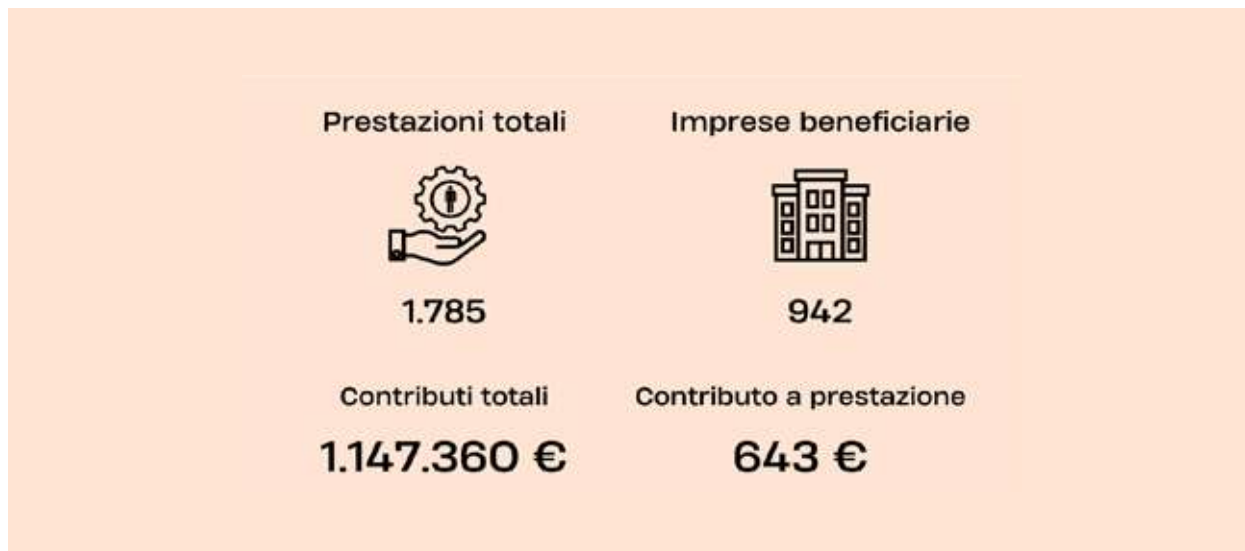 Prestazioni totali
Imprese beneficiarie
1.785
942
Contributi totali
Contributo a prestazione
1.147.360 €
643 €